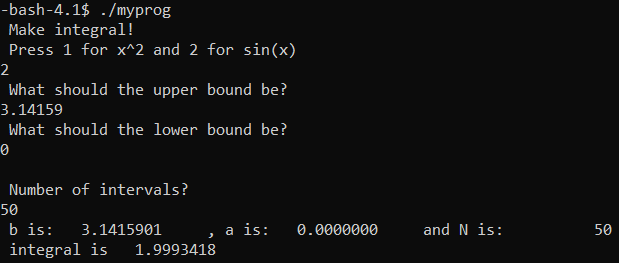 -bash-4.1$ ./myprog
Make integral!
Press 1 for x^2 and 2 for sin(x)
2
What should the upper bound be?
3.14159
What should the lower bound be?
0
Number of intervals?
50
b is:   3.1415901     , a is:   0.0000000     and N is:          50
integral is   1.9993418